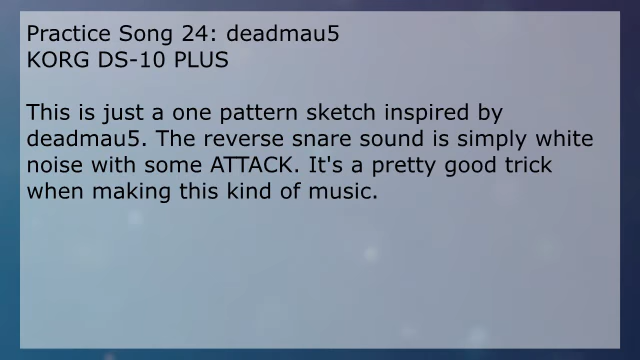 Practice Song 24: deadmau5
KORG DS-10 PLUS
This is just a one pattern sketch inspired by
deadmau5. The reverse snare sound is simply white
noise with some ATTACK. It's a pretty good trick
when making this kind of music.